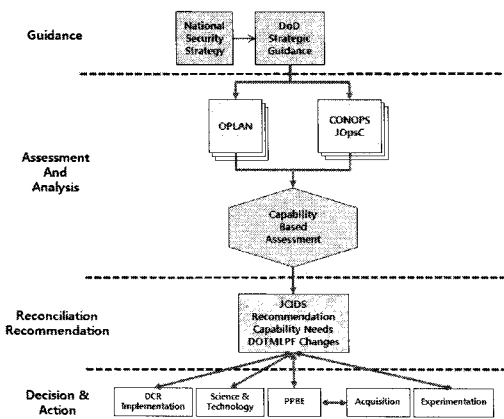 Guidance
National
Security
Strategy
DoD
Strategic
Guidance
OPLAN
CONOPS
JOpsC
Assessment
And
Analysis
Capability
Based
Assessment
Reconciliation
Recommendation
JCIDS
Recommendation
Capability Needs
DOTMLPF Changes
Decision &
Action
DCR
Implementation
Science &
Technology
PPBE
Acquisition
Experimentation